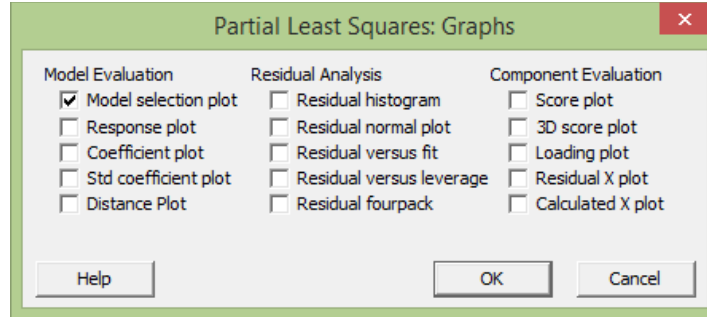 Partial Least Squares: Graphs
Model Evaluation
Model selection plot
Response plot
Coefficient plot
Std coefficient plot
Distance Plot
Residual Analysis
Residual histogram
Residual normal plot
Residual versus fit
Residual versus leverage
Residual fourpack
Component Evaluation
Score plot
3D score plot
Loading plot
Residual X plot
Calculated X plot
Help
OK
Cancel